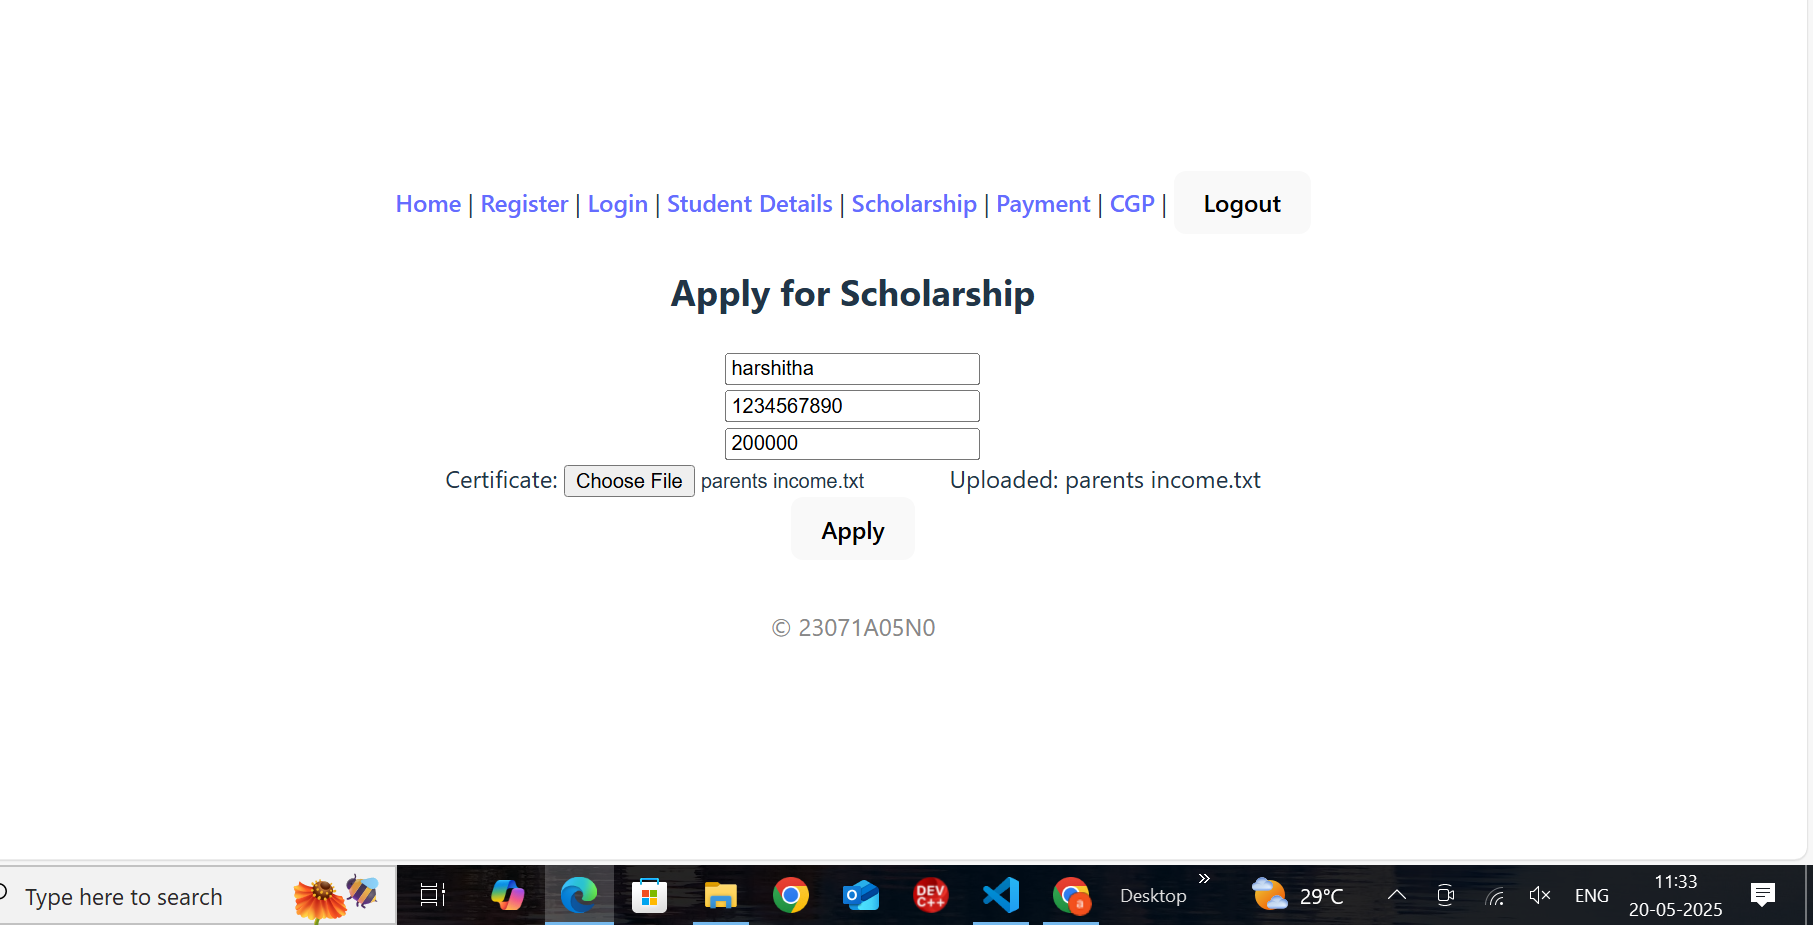 Home | Register | Login | Student Details | Scholarship | Payment | CGP | Logout
Apply for Scholarship
harshitha
1234567890
200000
Certificate: Choose File parents income.txt Uploaded: parents income.txt
Apply
© 23071A05N0
Type here to search
DEV C++
Desktop
29°C
ENG
11:33
20-05-2025